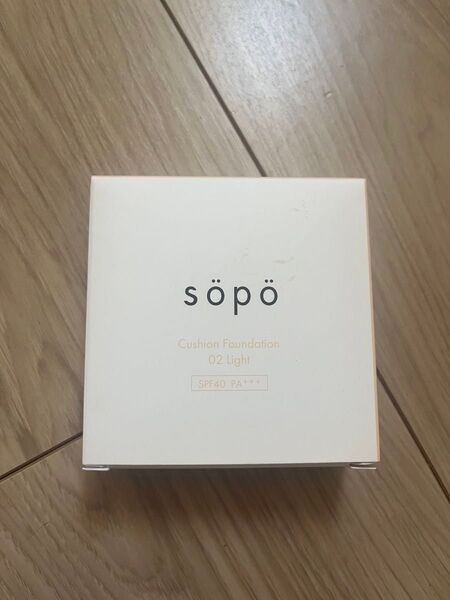 söpö
Cushion Foundation
02 Light
SPF40 PA+++